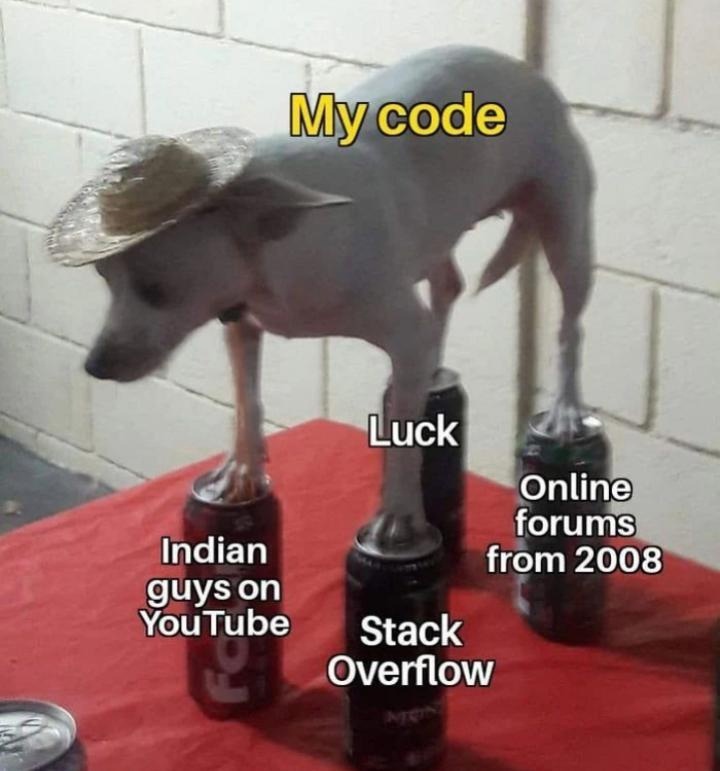 My code
Luck
Online
forums
from 2008
Indian
guys on
YouTube
Stack
Overflow